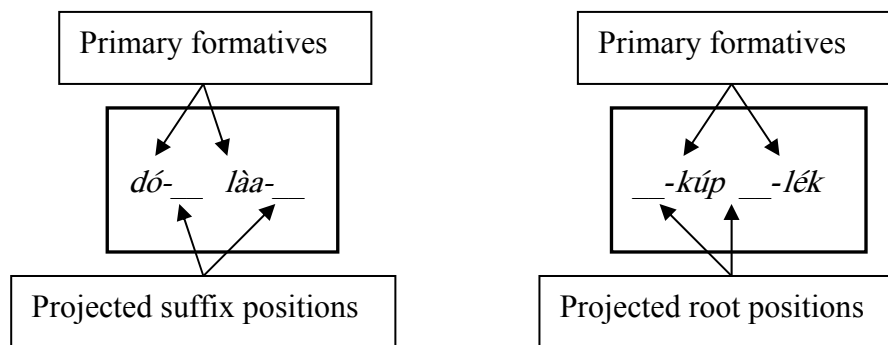 Primary formatives
Primary formatives
dó-__ làa-__
__-kúp __-lék
Projected suffix positions
Projected root positions